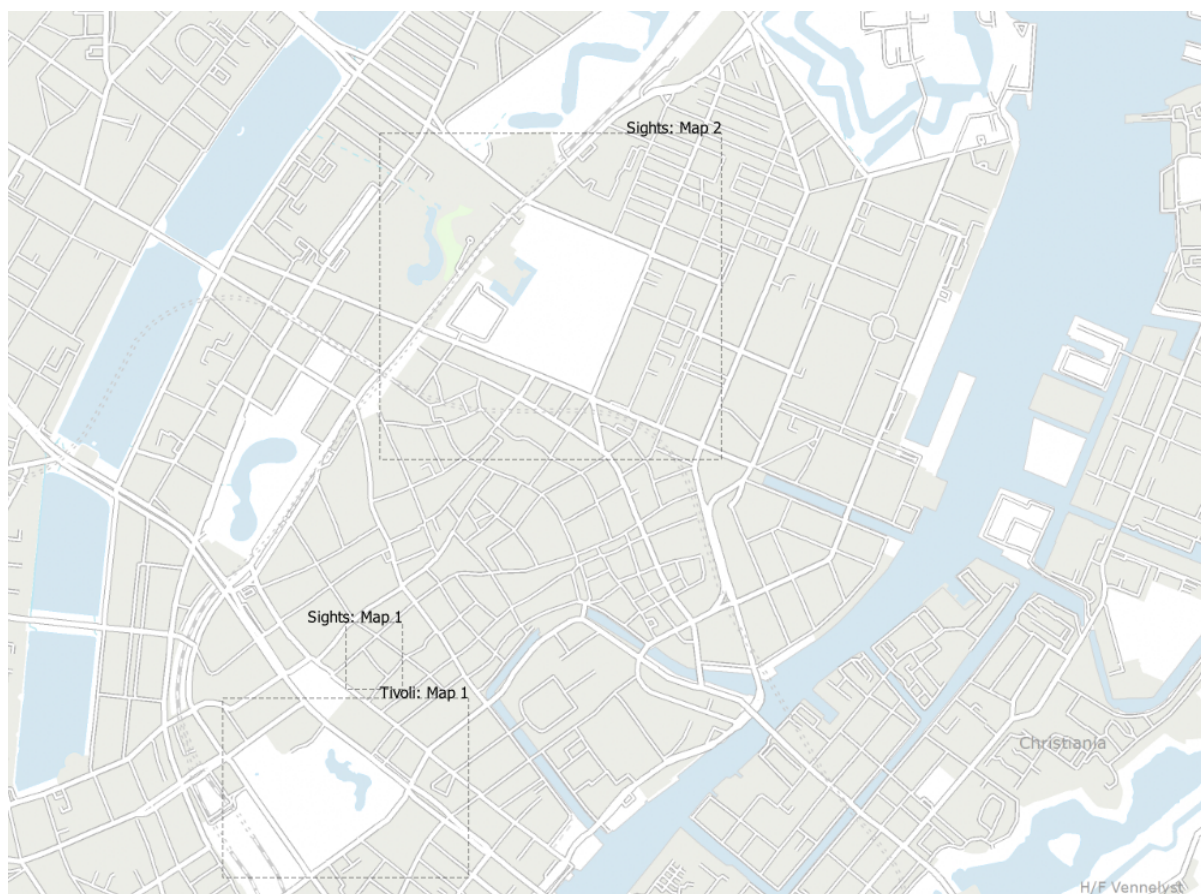 Sights: Map 2
Sights: Map 1
Tivoli: Map 1
Christiania
H/F Vennelyst